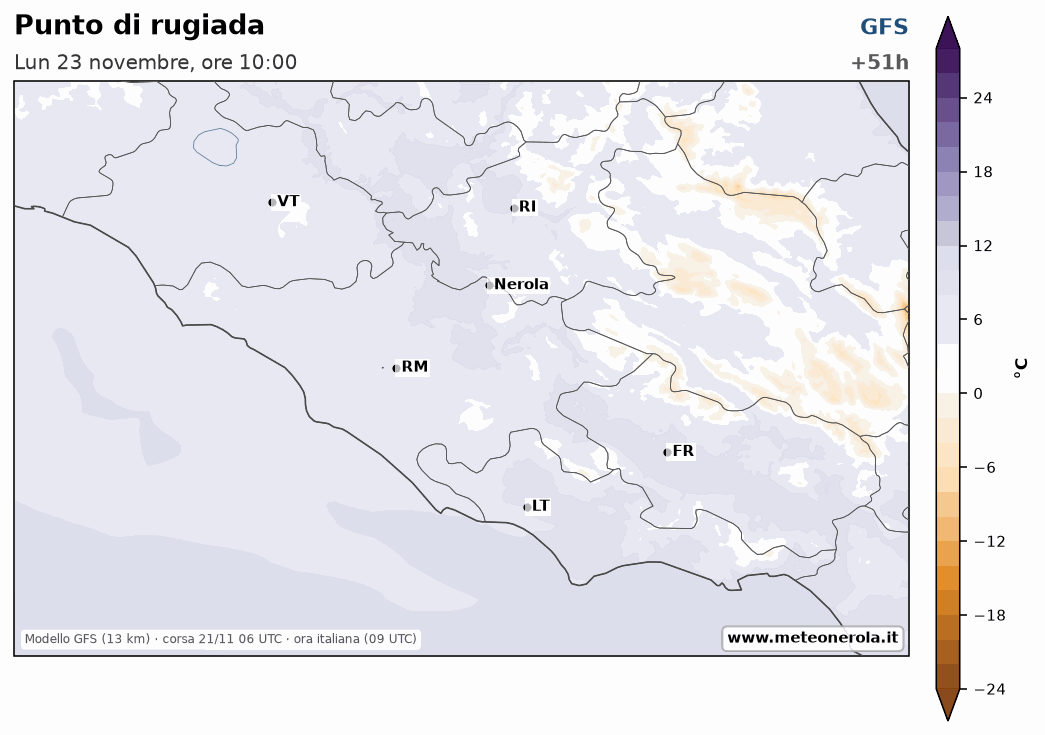 Punto di rugiada
GFS
Lun 23 novembre, ore 10:00
+51h
VT
RI
Nerola
RM
FR
LT
24
18
12
6
0
−6
−12
−18
−24
°C
Modello GFS (13 km) · corsa 21/11 06 UTC · ora italiana (09 UTC)
www.meteonerola.it